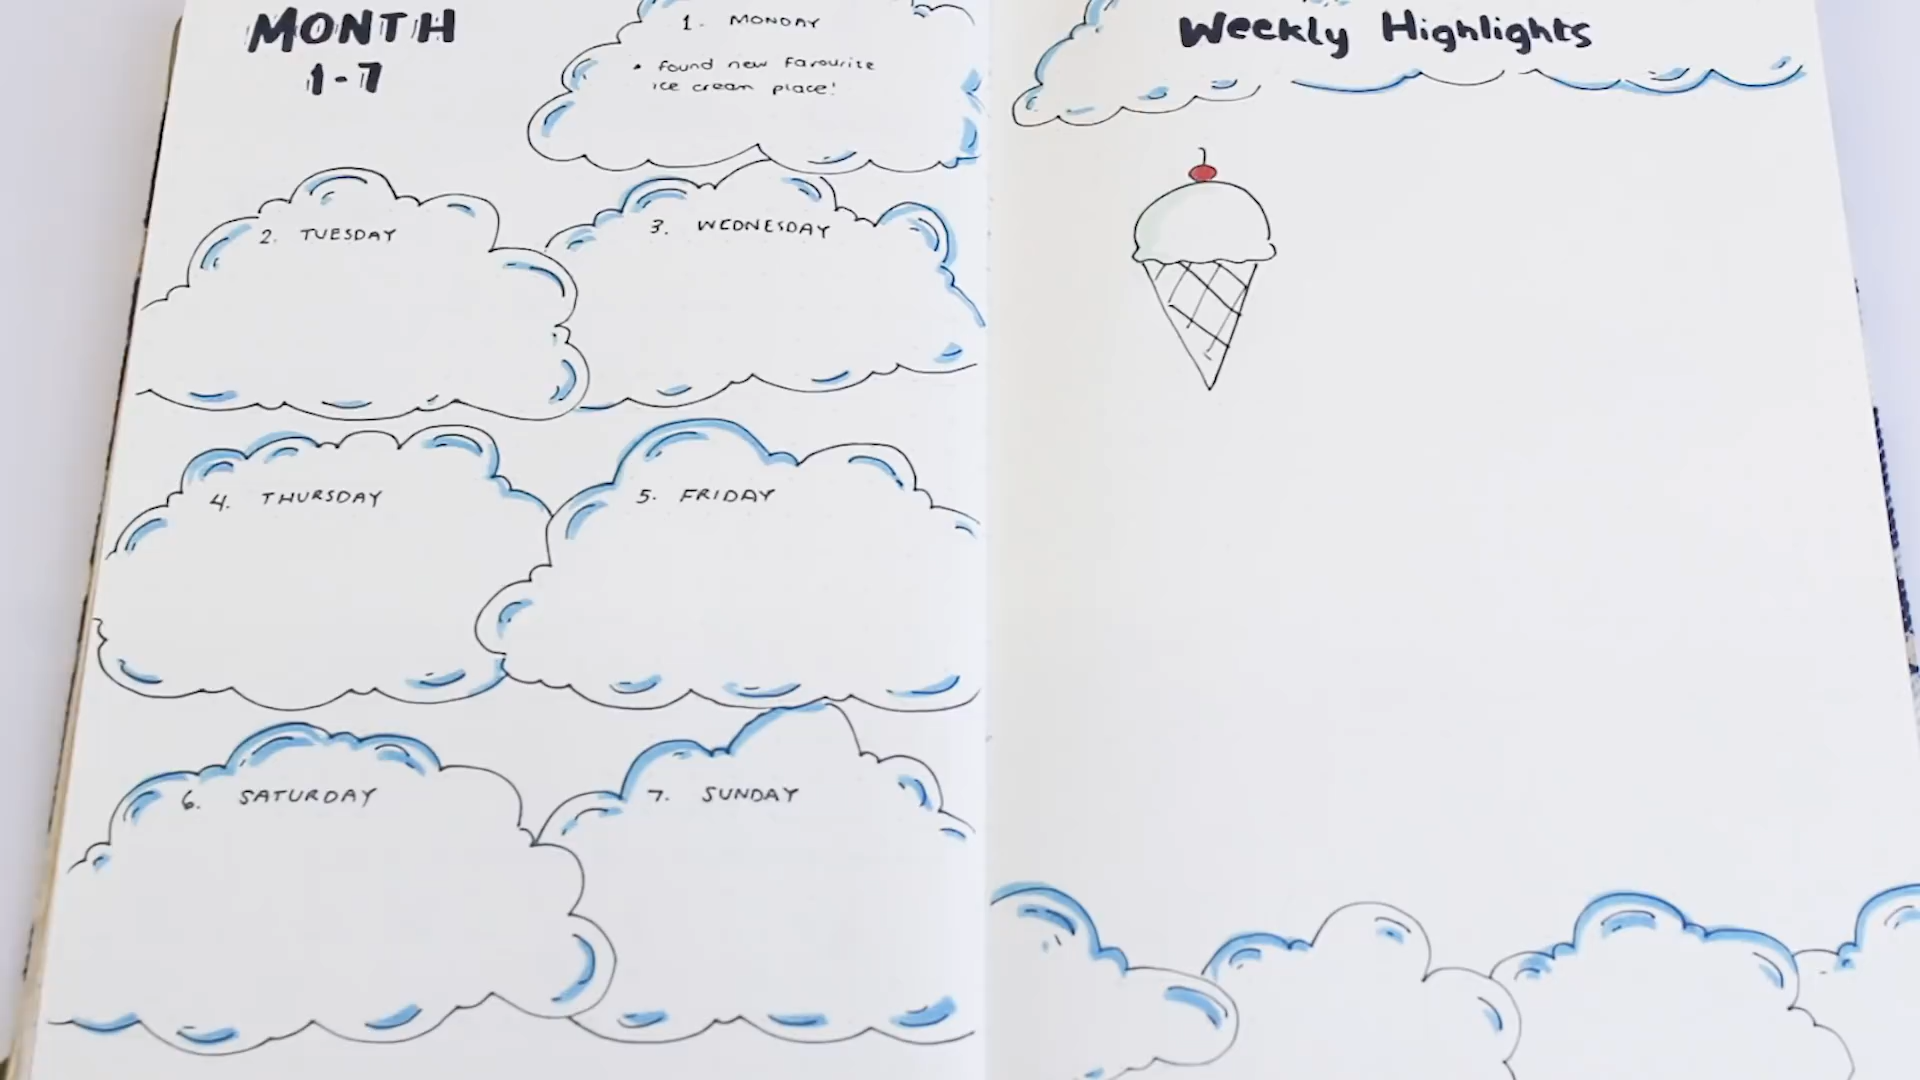 MONTH
1-7
1. MONDAY
• found new favourite
ice cream place!
2. TUESDAY
3. WEDNESDAY
4. THURSDAY
5. FRIDAY
6. SATURDAY
7. SUNDAY
Weekly Highlights